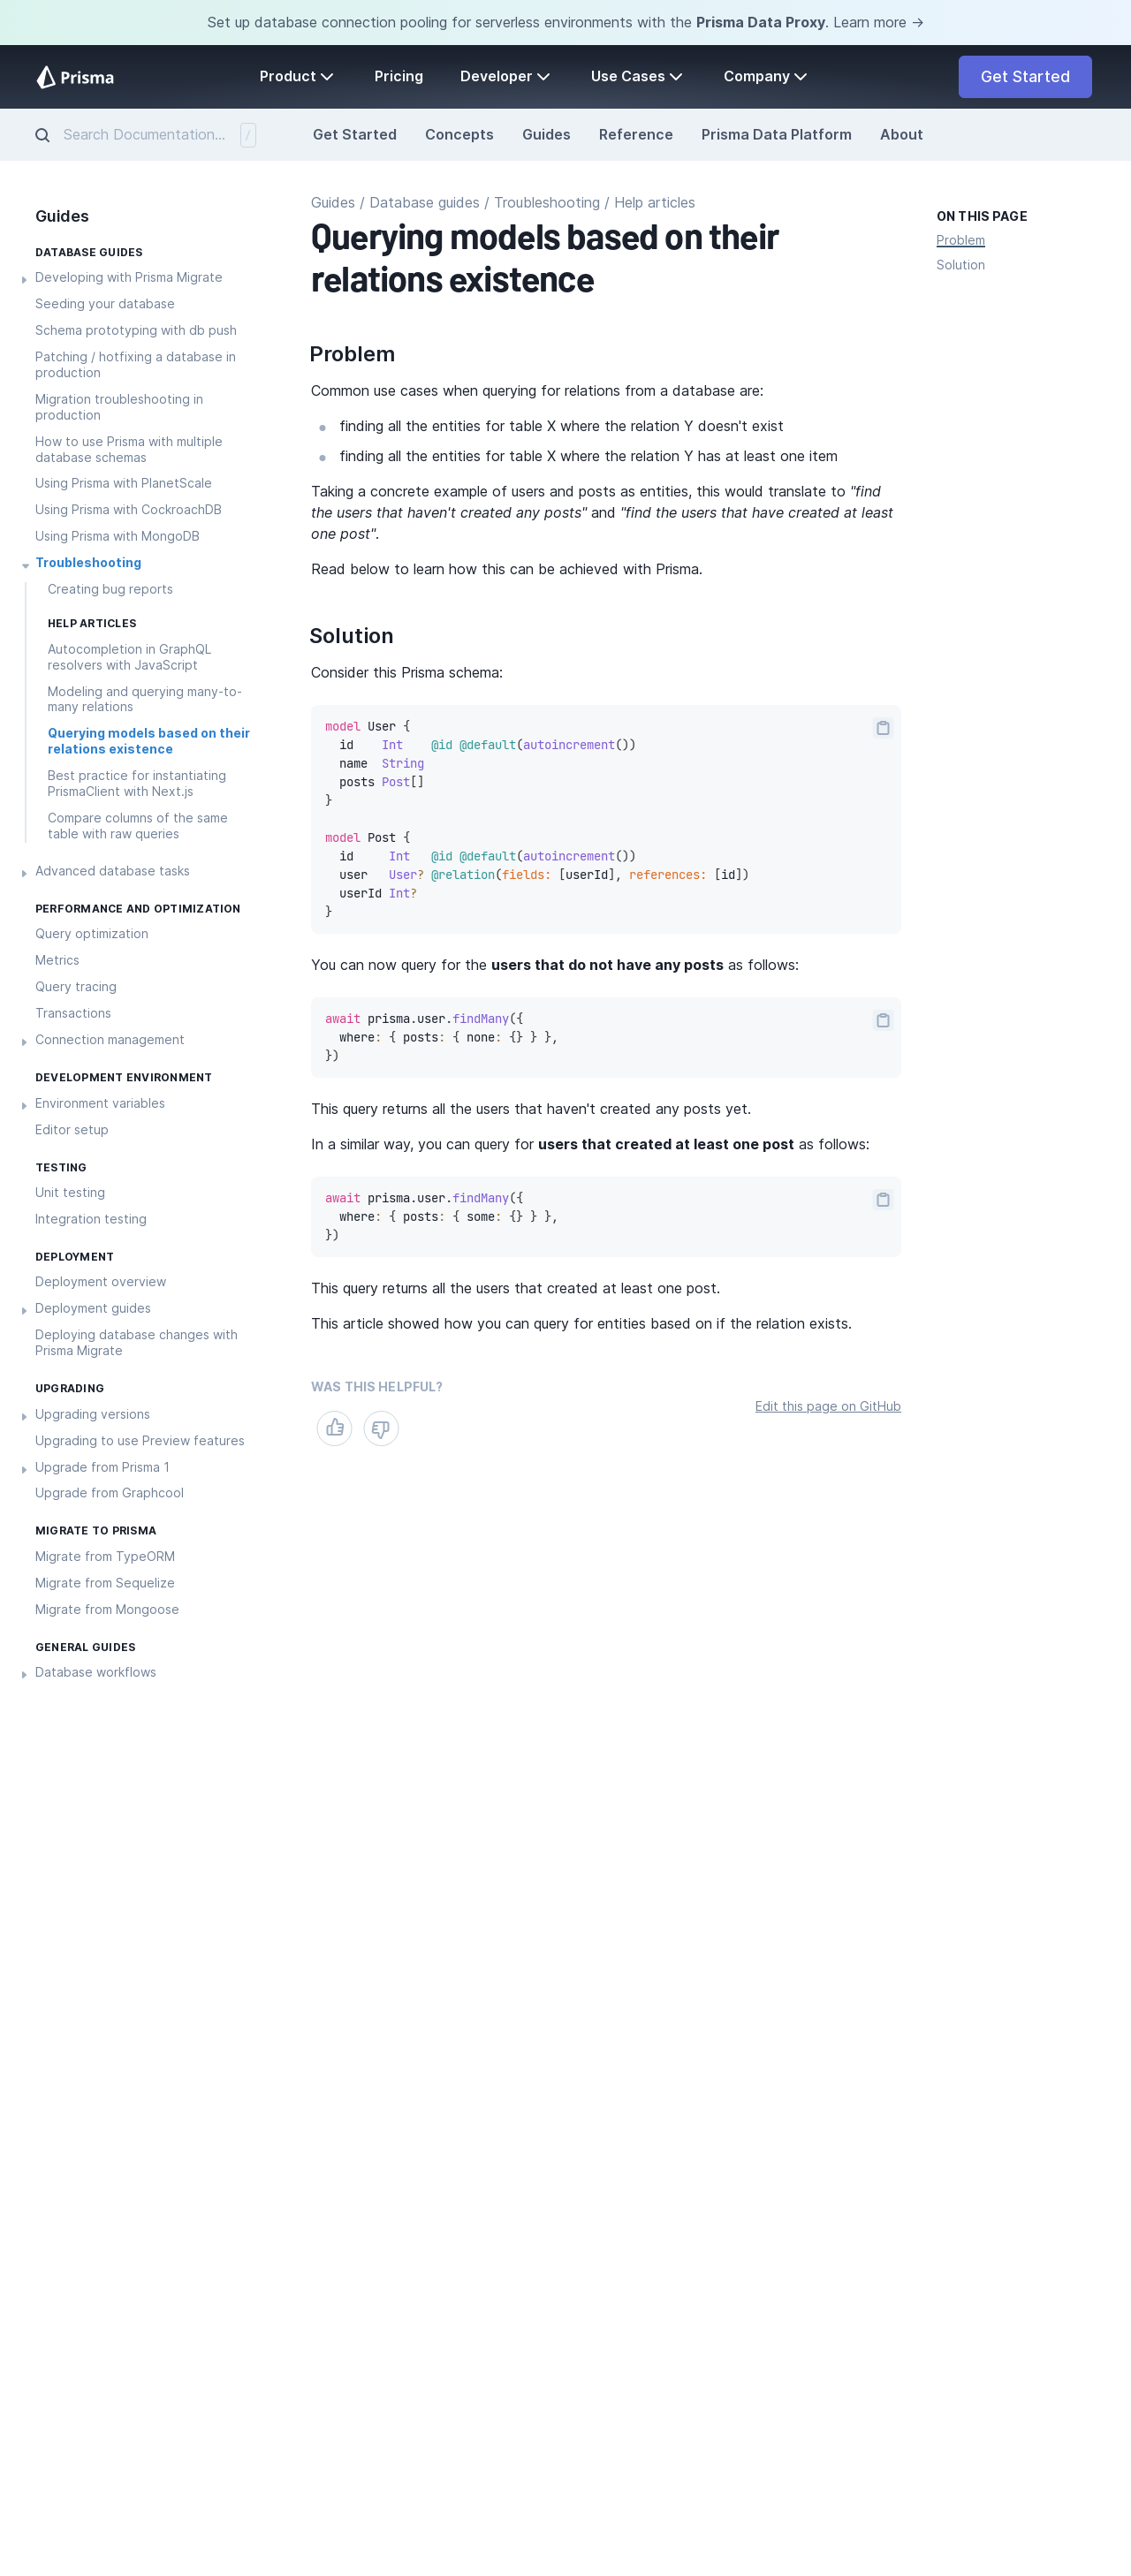 Set up database connection pooling for serverless environments with the Prisma Data Proxy. Learn more →
Prisma
Product
Pricing
Developer
Use Cases
Company
Get Started
Search Documentation...
/
Get Started
Concepts
Guides
Reference
Prisma Data Platform
About
Guides
DATABASE GUIDES
Developing with Prisma Migrate
Seeding your database
Schema prototyping with db push
Patching / hotfixing a database in
production
Migration troubleshooting in
production
How to use Prisma with multiple
database schemas
Using Prisma with PlanetScale
Using Prisma with CockroachDB
Using Prisma with MongoDB
Troubleshooting
Creating bug reports
HELP ARTICLES
Autocompletion in GraphQL
resolvers with JavaScript
Modeling and querying many-to-
many relations
Querying models based on their
relations existence
Best practice for instantiating
PrismaClient with Next.js
Compare columns of the same
table with raw queries
Advanced database tasks
PERFORMANCE AND OPTIMIZATION
Query optimization
Metrics
Query tracing
Transactions
Connection management
DEVELOPMENT ENVIRONMENT
Environment variables
Editor setup
TESTING
Unit testing
Integration testing
DEPLOYMENT
Deployment overview
Deployment guides
Deploying database changes with
Prisma Migrate
UPGRADING
Upgrading versions
Upgrading to use Preview features
Upgrade from Prisma 1
Upgrade from Graphcool
MIGRATE TO PRISMA
Migrate from TypeORM
Migrate from Sequelize
Migrate from Mongoose
GENERAL GUIDES
Database workflows
Guides / Database guides / Troubleshooting / Help articles
Querying models based on their
relations existence
Problem
Common use cases when querying for relations from a database are:
finding all the entities for table X where the relation Y doesn't exist
finding all the entities for table X where the relation Y has at least one item
Taking a concrete example of users and posts as entities, this would translate to "find
the users that haven't created any posts" and "find the users that have created at least
one post".
Read below to learn how this can be achieved with Prisma.
Solution
Consider this Prisma schema:
model User {
  id    Int    @id @default(autoincrement())
  name  String
  posts Post[]
}
model Post {
  id     Int   @id @default(autoincrement())
  user   User? @relation(fields: [userId], references: [id])
  userId Int?
}
You can now query for the users that do not have any posts as follows:
await prisma.user.findMany({
  where: { posts: { none: {} } },
})
This query returns all the users that haven't created any posts yet.
In a similar way, you can query for users that created at least one post as follows:
await prisma.user.findMany({
  where: { posts: { some: {} } },
})
This query returns all the users that created at least one post.
This article showed how you can query for entities based on if the relation exists.
WAS THIS HELPFUL?
Edit this page on GitHub
ON THIS PAGE
Problem
Solution